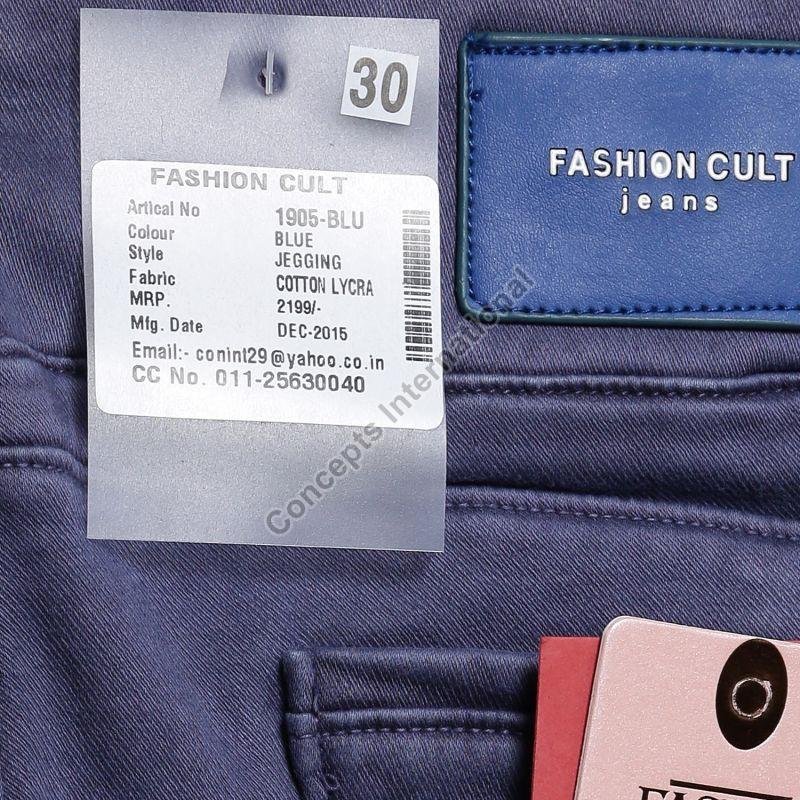 30
FASHION CULT
Artical No 1905-BLU
Colour BLUE
Style JEGGING
Fabric COTTON LYCRA
MRP. 2199/-
Mfg. Date DEC-2015
Email:- conint29@yahoo.co.in
CC No. 011-25630040
FASHION CULT
jeans
Concepts International